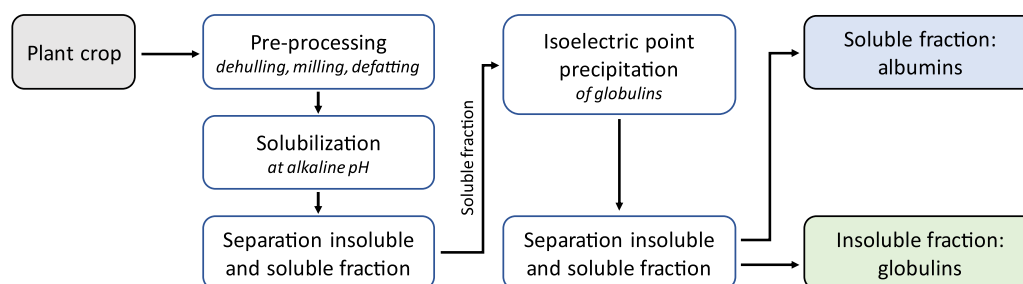 Plant crop
Pre-processing
dehulling, milling, defatting
Solubilization
at alkaline pH
Separation insoluble
and soluble fraction
Soluble fraction
Isoelectric point
precipitation
of globulins
Separation insoluble
and soluble fraction
Soluble fraction:
albumins
Insoluble fraction:
globulins